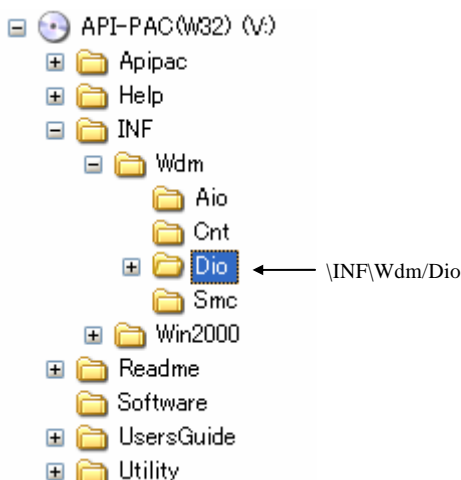 API-PAC(W32) (V:)
Apipac
Help
INF
Wdm
Aio
Cnt
Dio
\INF\Wdm/Dio
Smc
Win2000
Readme
Software
UsersGuide
Utility